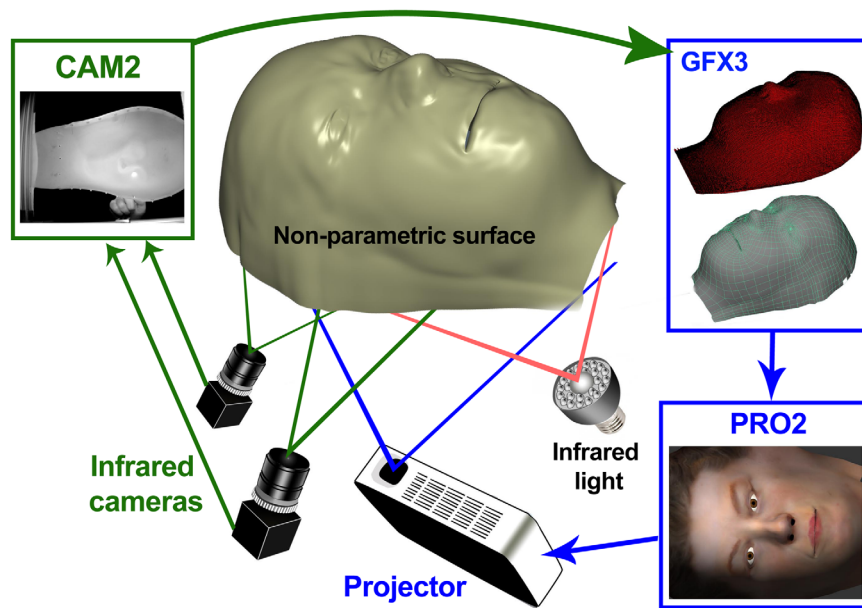 CAM2
GFX3
Non-parametric surface
PRO2
Infrared
light
Infrared
cameras
Projector